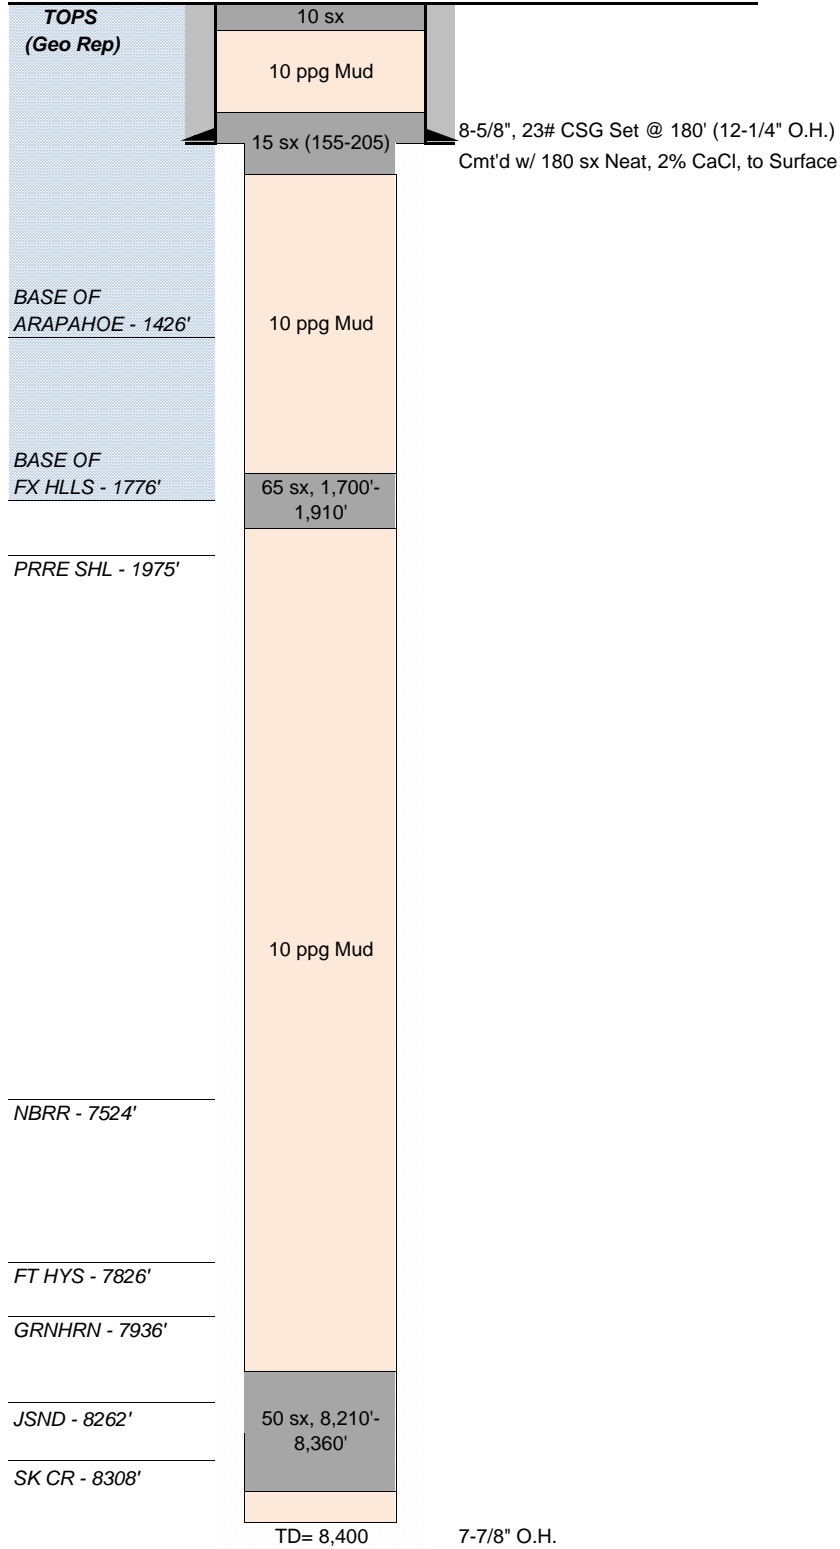 TOPS
(Geo Rep)
10 sx
10 ppg Mud
8-5/8", 23# CSG Set @ 180' (12-1/4" O.H.)
15 sx (155-205)
Cmt'd w/ 180 sx Neat, 2% CaCl, to Surface
BASE OF
ARAPAHOE - 1426'
10 ppg Mud
BASE OF
FX HLLS - 1776'
65 sx, 1,700'-
1,910'
PRRE SHL - 1975'
10 ppg Mud
NBRR - 7524'
FT HYS - 7826'
GRNHRN - 7936'
JSND - 8262'
50 sx, 8,210'-
8,360'
SK CR - 8308'
TD= 8,400
7-7/8" O.H.